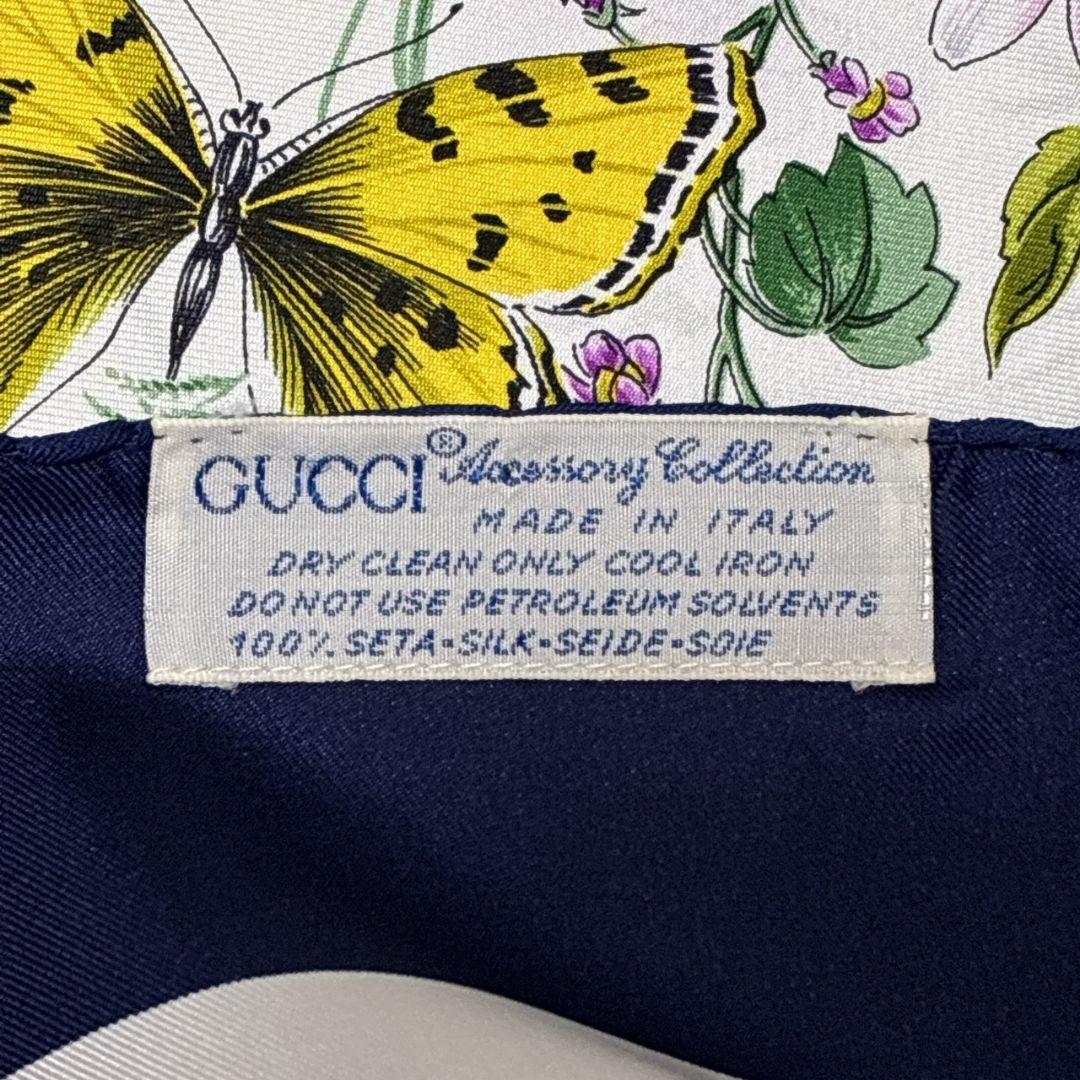 GUCCI® Accessory Collection
MADE IN ITALY
DRY CLEAN ONLY COOL IRON
DO NOT USE PETROLEUM SOLVENTS
100% SETA-SILK-SEIDE-SOIE